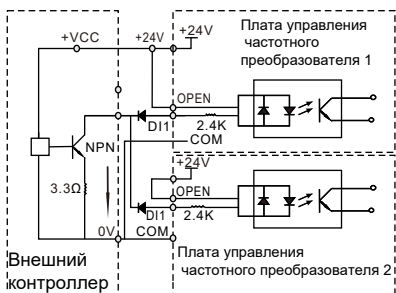 +VCC
+24V
+24V
Плата управления
частотного
преобразователя 1
OPEN
DI1
2.4K
NPN
COM
+24V
3.3Ω
OPEN
DI1
2.4K
0V
COM
Внешний
контроллер
Плата управления
частотного преобразователя 2